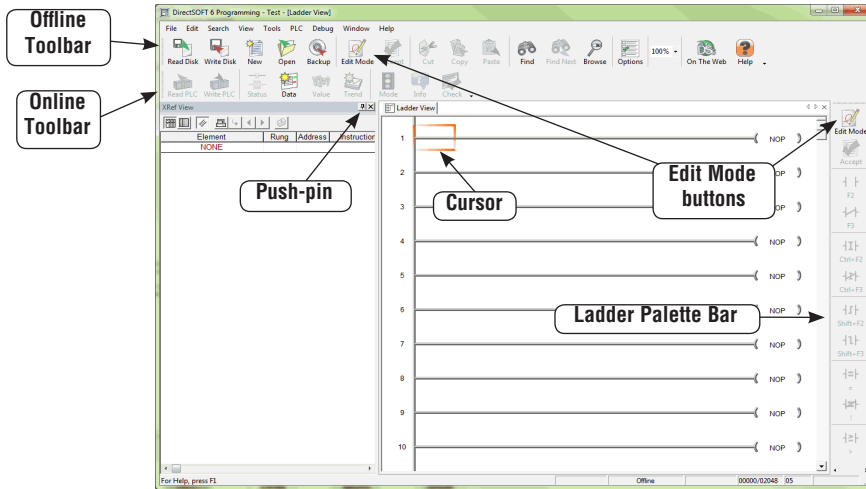 Offline
Toolbar
Online
Toolbar
DirectSOFT 6 Programming - Test - [Ladder View]
File Edit Search View Tools PLC Debug Window Help
Read Disk Write Disk New Open Backup Edit Mode Accept Cut Copy Paste Find Find Next Browse Options 100% On The Web Help
Read PLC Write PLC Status Data Value Trend Mode Info Check
XRef View
Element Rung Address Instruction
NONE
Push-pin
Ladder View
1 NOP
2
3 NOP
4 NOP
5 NOP
6 NOP
7 NOP
8 NOP
9 NOP
10 NOP
Cursor
Edit Mode
buttons
Ladder Palette Bar
Edit Mode
Accept
F2
F3
Ctrl+F2
Ctrl+F3
Shift+F2
Shift+F3
=
!
>
For Help, press F1
Offline
00000/02048 05